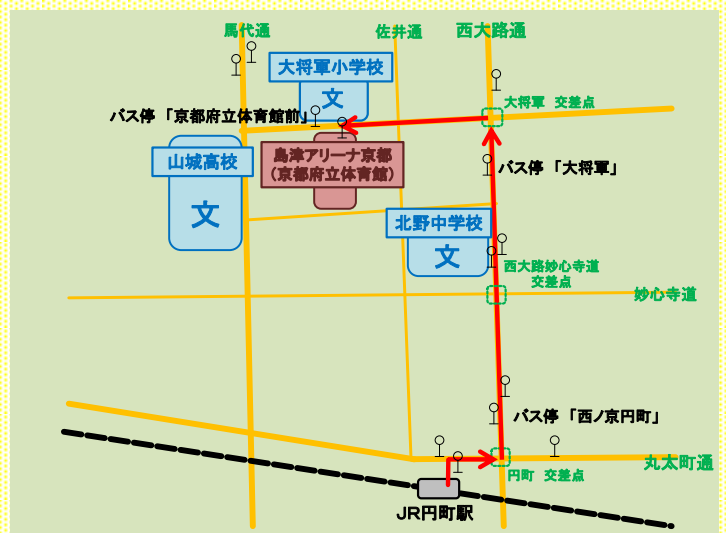 馬代通
佐井通
西大路通
大将軍小学校
文
大将軍 交差点
バス停 「京都府立体育館前」
山城高校
文
島津アリーナ京都
(京都府立体育館)
バス停 「大将軍」
北野中学校
文
西大路妙心寺道
交差点
妙心寺道
バス停 「西ノ京円町」
丸太町通
円町 交差点
JR円町駅